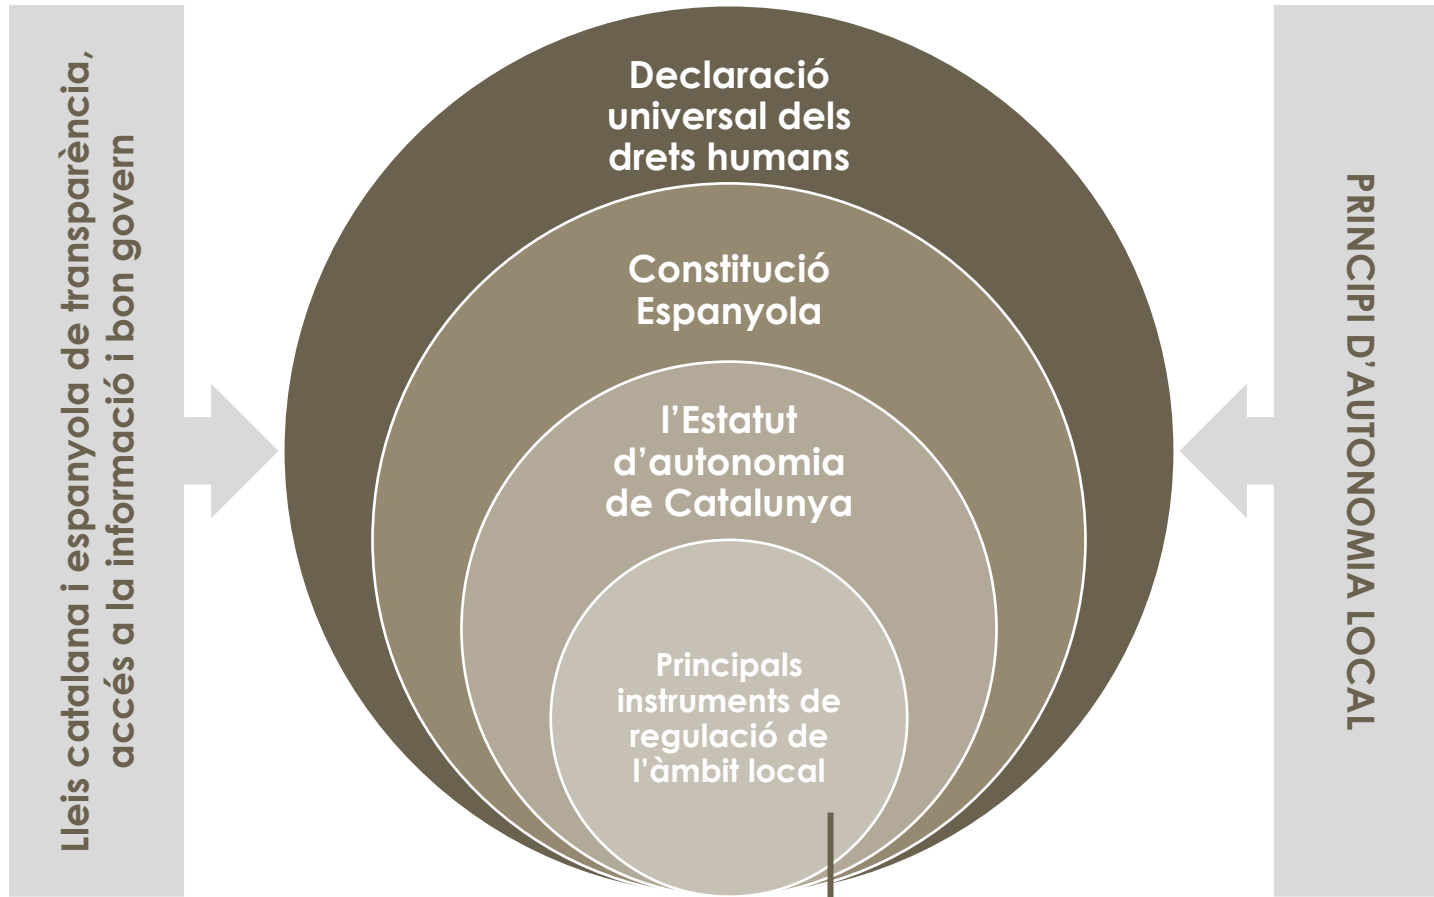 Lleis catalana i espanyola de transparència,
accés a la informació i bon govern
Declaració
universal dels
drets humans
Constitució
Espanyola
l’Estatut
d’autonomia
de Catalunya
Principals
instruments de
regulació de
l’àmbit local
PRINCIPI D’AUTONOMIA LOCAL